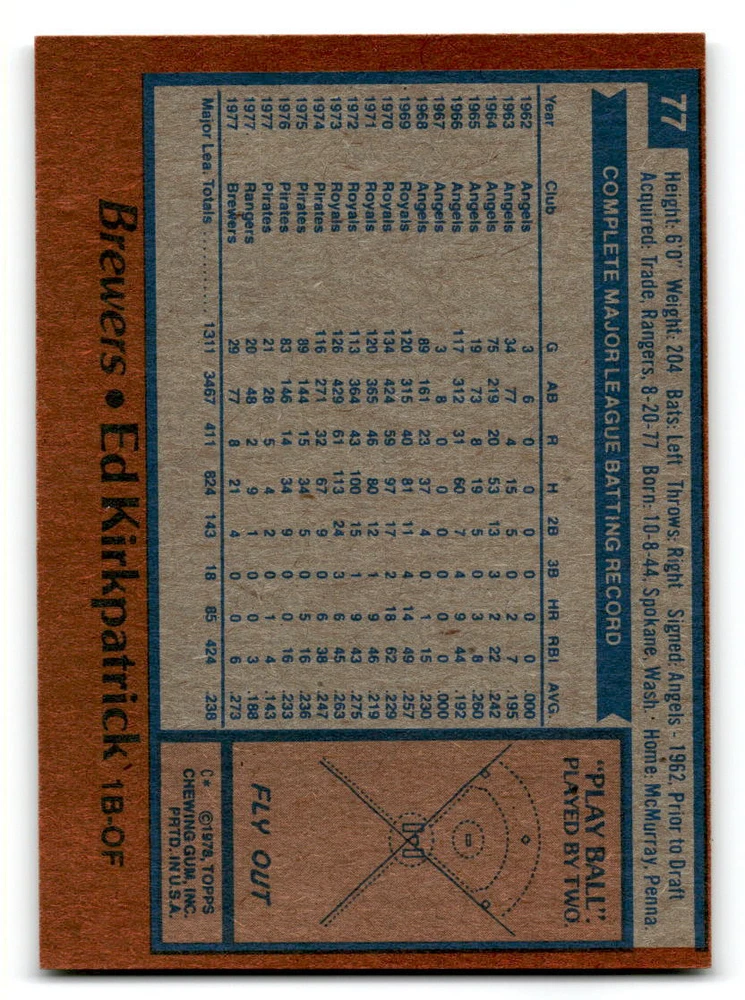 77
Height: 6'0" Weight: 204 Bats: Left Throws: Right Signed: Angels - 1962, Prior to Draft
Acquired: Trade, Rangers, 8-20-77 Born: 10-8-44, Spokane, Wash. Home: McMurray, Penna.
COMPLETE MAJOR LEAGUE BATTING RECORD
Year Club G AB R H 2B 3B HR RBI AVG.
1962 Angels 3 6 0 0 0 0 0 0 .000
1963 Angels 34 77 4 15 5 0 2 7 .195
1964 Angels 75 219 20 53 13 3 2 22 .242
1965 Angels 19 73 8 19 5 0 3 8 .260
1966 Angels 117 312 31 60 7 4 9 44 .192
1967 Angels 3 8 0 0 0 0 0 0 .000
1968 Angels 89 161 23 37 4 0 1 15 .230
1969 Royals 120 315 40 81 11 4 14 49 .257
1970 Royals 134 424 59 97 17 2 18 62 .229
1971 Royals 120 365 46 80 12 1 9 46 .219
1972 Royals 113 364 43 100 15 1 9 43 .275
1973 Royals 126 429 61 113 24 3 6 45 .263
1974 Pirates 116 271 32 67 9 0 6 38 .247
1975 Pirates 89 144 15 34 5 0 5 16 .236
1976 Pirates 83 146 14 34 9 0 0 16 .233
1977 Pirates 21 28 5 4 2 0 1 4 .143
1977 Rangers 20 48 2 9 1 0 0 3 .188
1977 Brewers 29 77 8 21 4 0 0 6 .273
Major Lea. Totals 1311 3467 411 824 143 18 85 424 .238
"PLAY BALL"
PLAYED BY TWO.
FLY OUT
C* ©1978, TOPPS
CHEWING GUM, INC.
PRTD. IN U.S.A.
Brewers • Ed Kirkpatrick 1B-OF